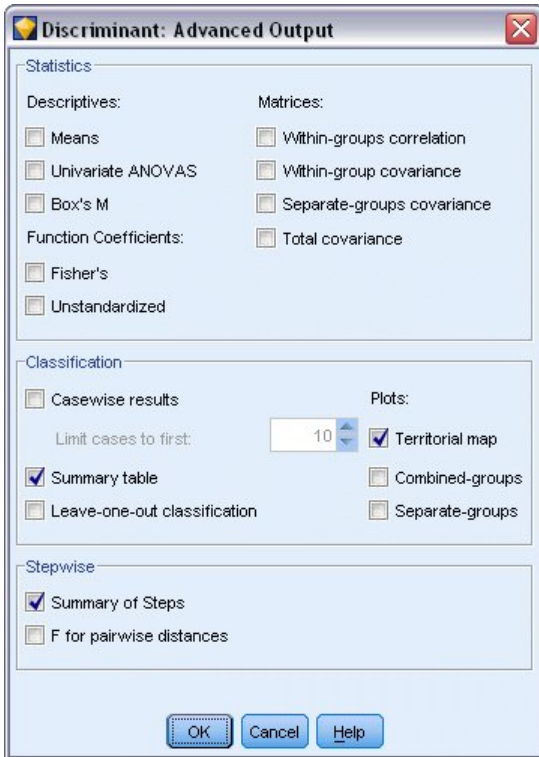 Discriminant: Advanced Output
Statistics
Descriptives:
Means
Univariate ANOVAS
Box's M
Function Coefficients:
Fisher's
Unstandardized
Matrices:
Within-groups correlation
Within-group covariance
Separate-groups covariance
Total covariance
Classification
Casewise results
Limit cases to first: 10
Summary table
Leave-one-out classification
Plots:
Territorial map
Combined-groups
Separate-groups
Stepwise
Summary of Steps
F for pairwise distances
OK Cancel Help